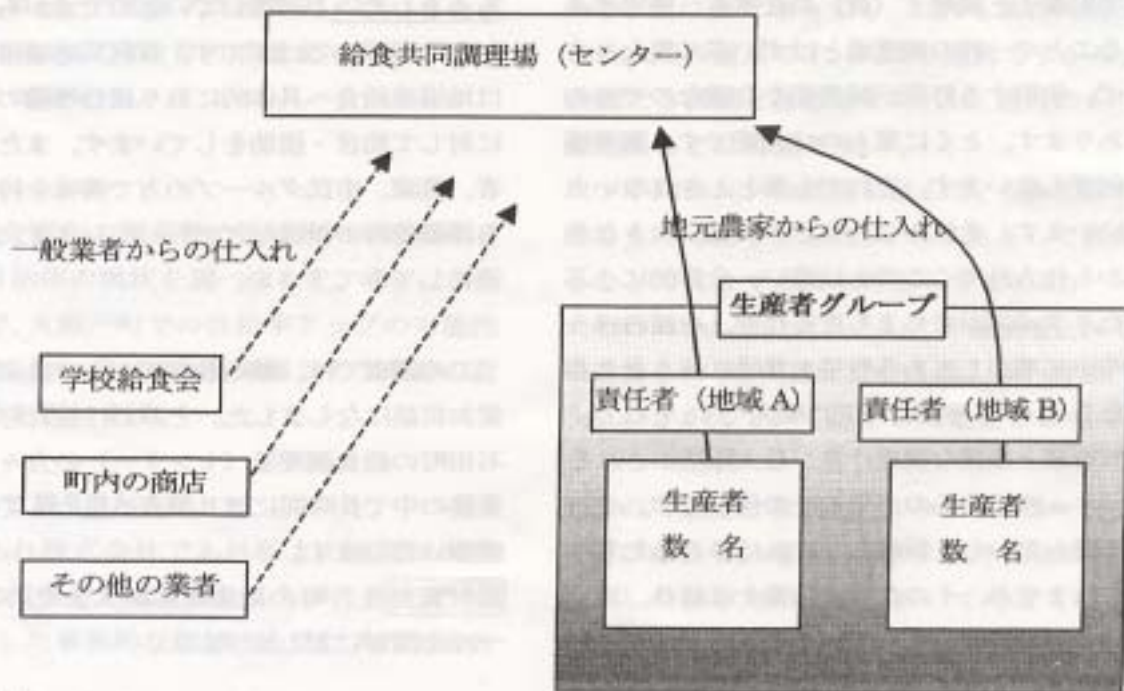 給食共同調理場（センター）
一般業者からの仕入れ
地元農家からの仕入れ
生産者グループ
学校給食会
町内の商店
その他の業者
責任者（地域 A）
責任者（地域 B）
生産者
数　名
生産者
数　名